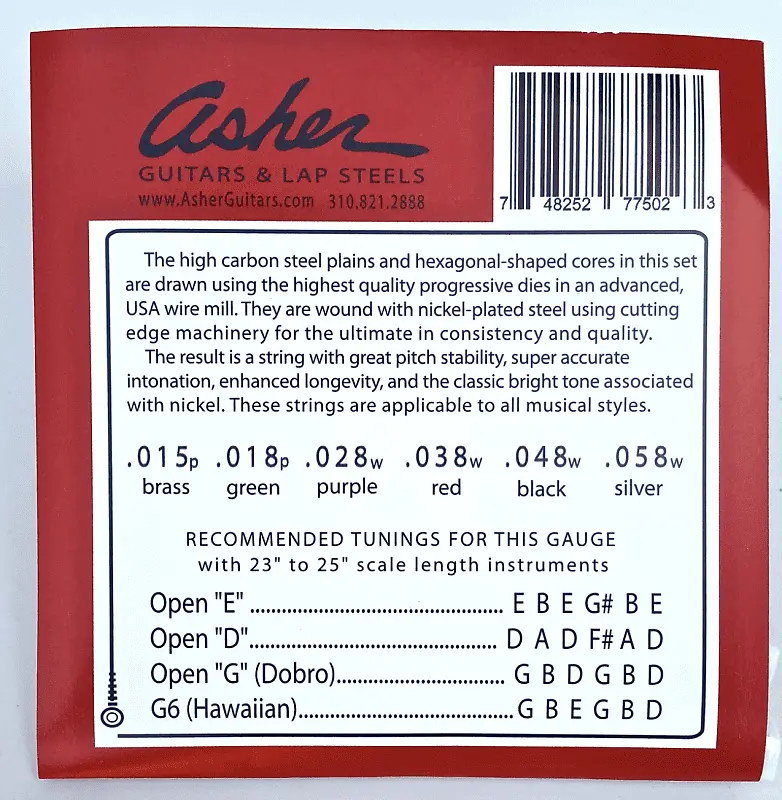 asher
GUITARS & LAP STEELS
www.AsherGuitars.com 310.821.2888
7 48252 77502 3
The high carbon steel plains and hexagonal-shaped cores in this set
are drawn using the highest quality progressive dies in an advanced,
USA wire mill. They are wound with nickel-plated steel using cutting
edge machinery for the ultimate in consistency and quality.
The result is a string with great pitch stability, super accurate
intonation, enhanced longevity, and the classic bright tone associated
with nickel. These strings are applicable to all musical styles.
.015p .018p .028w .038w .048w .058w
brass green purple red black silver
RECOMMENDED TUNINGS FOR THIS GAUGE
with 23" to 25" scale length instruments
Open "E" ............................................................ E B E G# B E
Open "D"........................................................... D A D F# A D
Open "G" (Dobro)........................................ G B D G B D
G6 (Hawaiian)................................................... G B E G B D